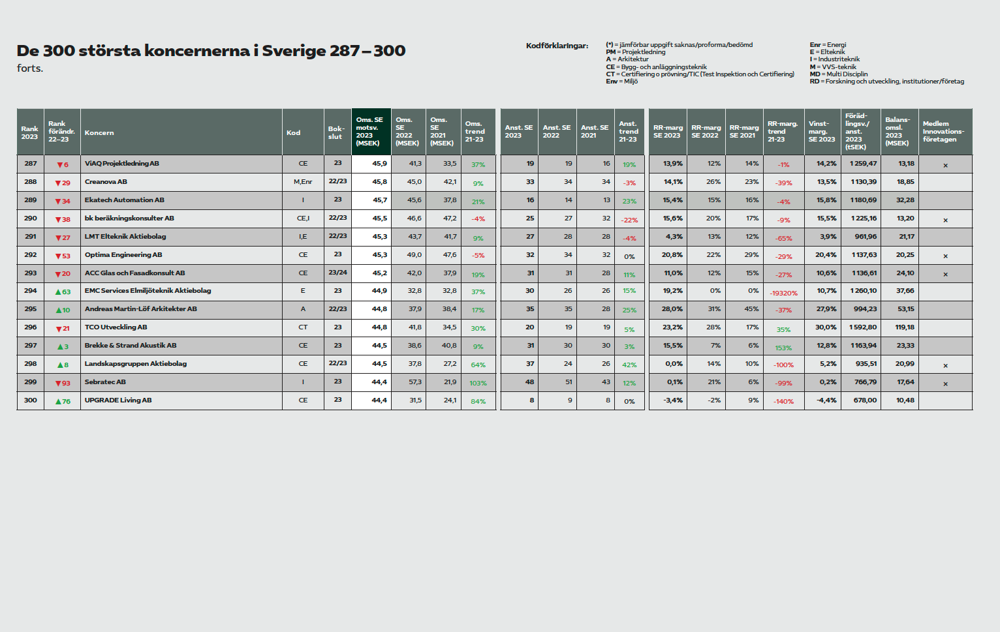 De 300 största koncernerna i Sverige 287–300
forts.
Kodförklaringar:
(*) = jämförbar uppgift saknas/proforma/bedömd
PM = Projektledning
A = Arkitektur
CE = Bygg- och anläggningsteknik
CT = Certifiering o prövning/TIC (Test Inspektion och Certifiering)
Env = Miljö
Enr = Energi
E = Elteknik
I = Industriteknik
M = VVS-teknik
MD = Multi Disciplin
RD = Forskning och utveckling, institutioner/företag
Rank 2023 | Rank förändr. 22–23 | Koncern | Kod | Bok-slut | Oms. SE motsv. 2023 (MSEK) | Oms. SE 2022 (MSEK) | Oms. SE 2021 (MSEK) | Oms. trend 21-23 | Anst. SE 2023 | Anst. SE 2022 | Anst. SE 2021 | Anst. trend 21-23 | RR-marg SE 2023 | RR-marg SE 2022 | RR-marg SE 2021 | RR-marg. trend 21-23 | Vinst-marg. SE 2023 | Föräd-lingsv./anst. 2023 (tSEK) | Balans-omsl. 2023 (MSEK) | Medlem Innovations-företagen
287 ▼6 ViAQ Projektledning AB CE 23 45,9 41,3 33,5 37% 19 19 16 19% 13,9% 12% 14% -1% 14,2% 1 259,47 13,18 ×
288 ▼29 Creanova AB M,Enr 22/23 45,8 45,0 42,1 9% 33 34 34 -3% 14,1% 26% 23% -39% 13,5% 1 130,39 18,85
289 ▼34 Ekatech Automation AB I 23 45,7 45,6 37,8 21% 16 14 13 23% 15,4% 15% 16% -4% 15,8% 1 180,69 32,28
290 ▼38 bk beräkningskonsulter AB CE,I 22/23 45,5 46,6 47,2 -4% 25 27 32 -22% 15,6% 20% 17% -9% 15,5% 1 225,16 13,20 ×
291 ▼27 LMT Elteknik Aktiebolag I,E 22/23 45,3 43,7 41,7 9% 27 28 28 -4% 4,3% 13% 12% -65% 3,9% 961,96 21,17
292 ▼53 Optima Engineering AB CE 23 45,3 49,0 47,6 -5% 32 34 32 0% 20,8% 22% 29% -29% 20,4% 1 137,63 20,25 ×
293 ▼20 ACC Glas och Fasadkonsult AB CE 23/24 45,2 42,0 37,9 19% 31 31 28 11% 11,0% 12% 15% -27% 10,6% 1 136,61 24,10 ×
294 ▲63 EMC Services Elmiljöteknik Aktiebolag E 23 44,9 32,8 32,8 37% 30 26 26 15% 19,2% 0% 0% -19320% 10,7% 1 260,10 37,66
295 ▲10 Andreas Martin-Löf Arkitekter AB A 22/23 44,8 37,9 38,4 17% 35 35 28 25% 28,0% 31% 45% -37% 27,9% 994,23 53,15
296 ▼21 TCO Utveckling AB CT 23 44,8 41,8 34,5 30% 20 19 19 5% 23,2% 28% 17% 35% 30,0% 1 592,80 119,18
297 ▲3 Brekke & Strand Akustik AB CE 23 44,5 38,6 40,8 9% 31 30 30 3% 15,5% 7% 6% 153% 12,8% 1 163,94 23,33
298 ▲8 Landskapsgruppen Aktiebolag CE 22/23 44,5 37,8 27,2 64% 37 24 26 42% 0,0% 14% 10% -100% 5,2% 935,51 20,99 ×
299 ▼93 Sebratec AB I 23 44,4 57,3 21,9 103% 48 51 43 12% 0,1% 21% 6% -99% 0,2% 766,79 17,64 ×
300 ▲76 UPGRADE Living AB CE 23 44,4 31,5 24,1 84% 8 9 8 0% -3,4% -2% 9% -140% -4,4% 678,00 10,48